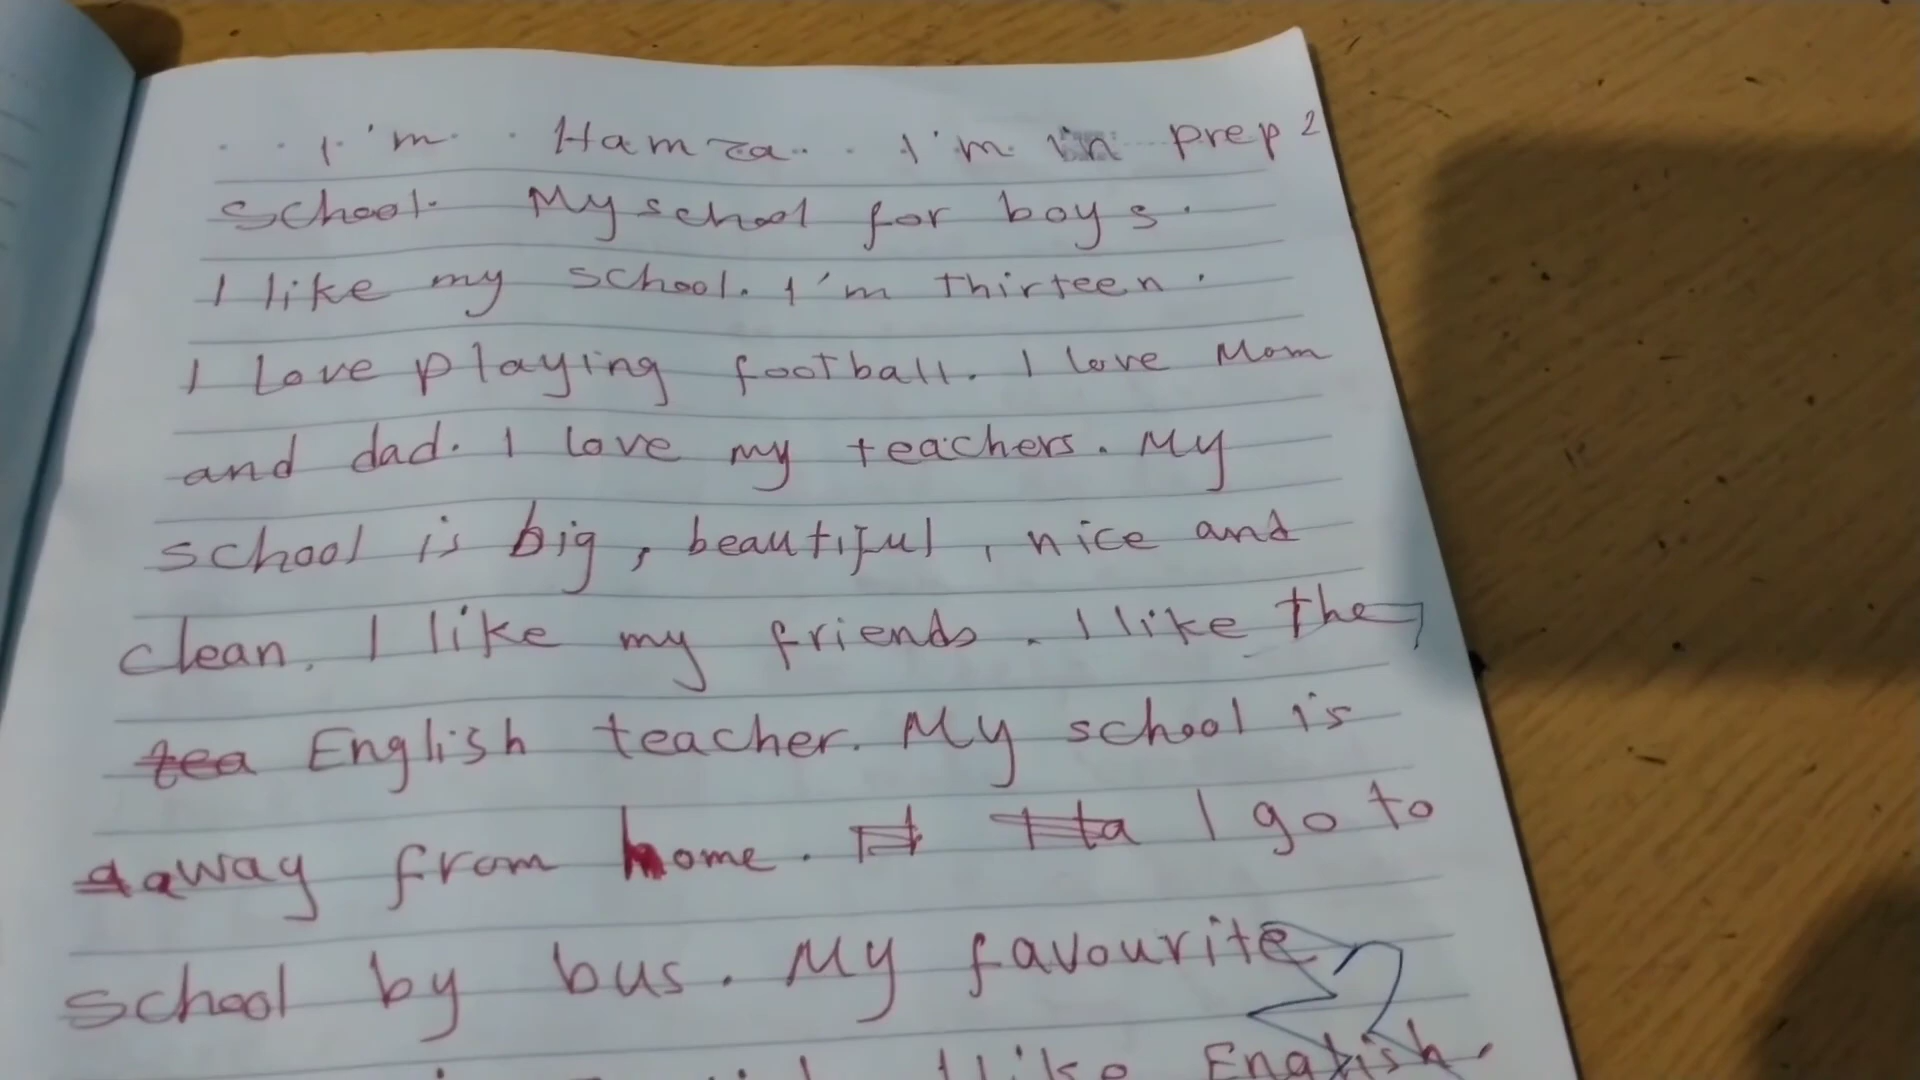 I'm Hamza. I'm in prep 2
school. My school for boys.
I like my school. I'm thirteen.
I Love playing football. I love Mom
and dad. I love my teachers. My
school is big, beautiful, nice and
clean. I like my friends. I like the
tea English teacher. My school is
a away from home. I go to
school by bus. My favourite
I like English.